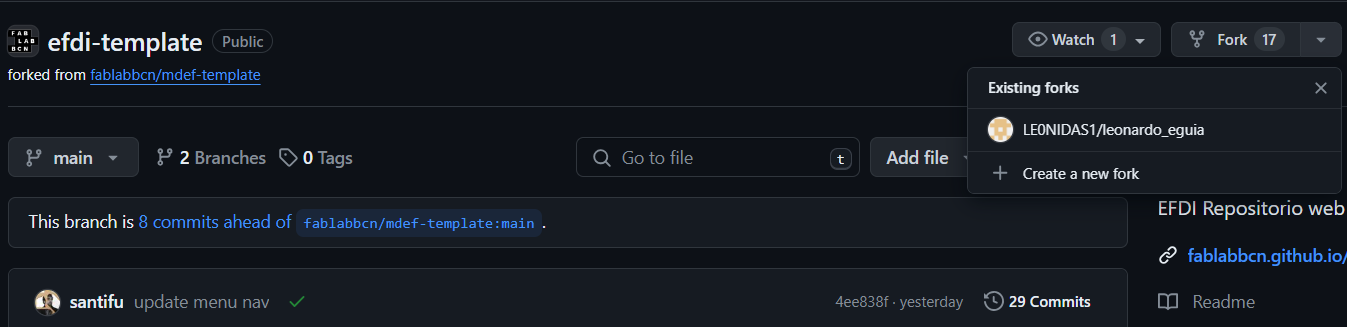 FAB
LAB
BCN
efdi-template Public
Watch 1
Fork 17
forked from fablabbcn/mdef-template
Existing forks
LE0NIDAS1/leonardo_eguia
Create a new fork
main
2 Branches
0 Tags
Go to file
t
Add file
This branch is 8 commits ahead of fablabbcn/mdef-template:main.
EFDI Repositorio web
fablabbcn.github.io/
santifu update menu nav
4ee838f · yesterday
29 Commits
Readme